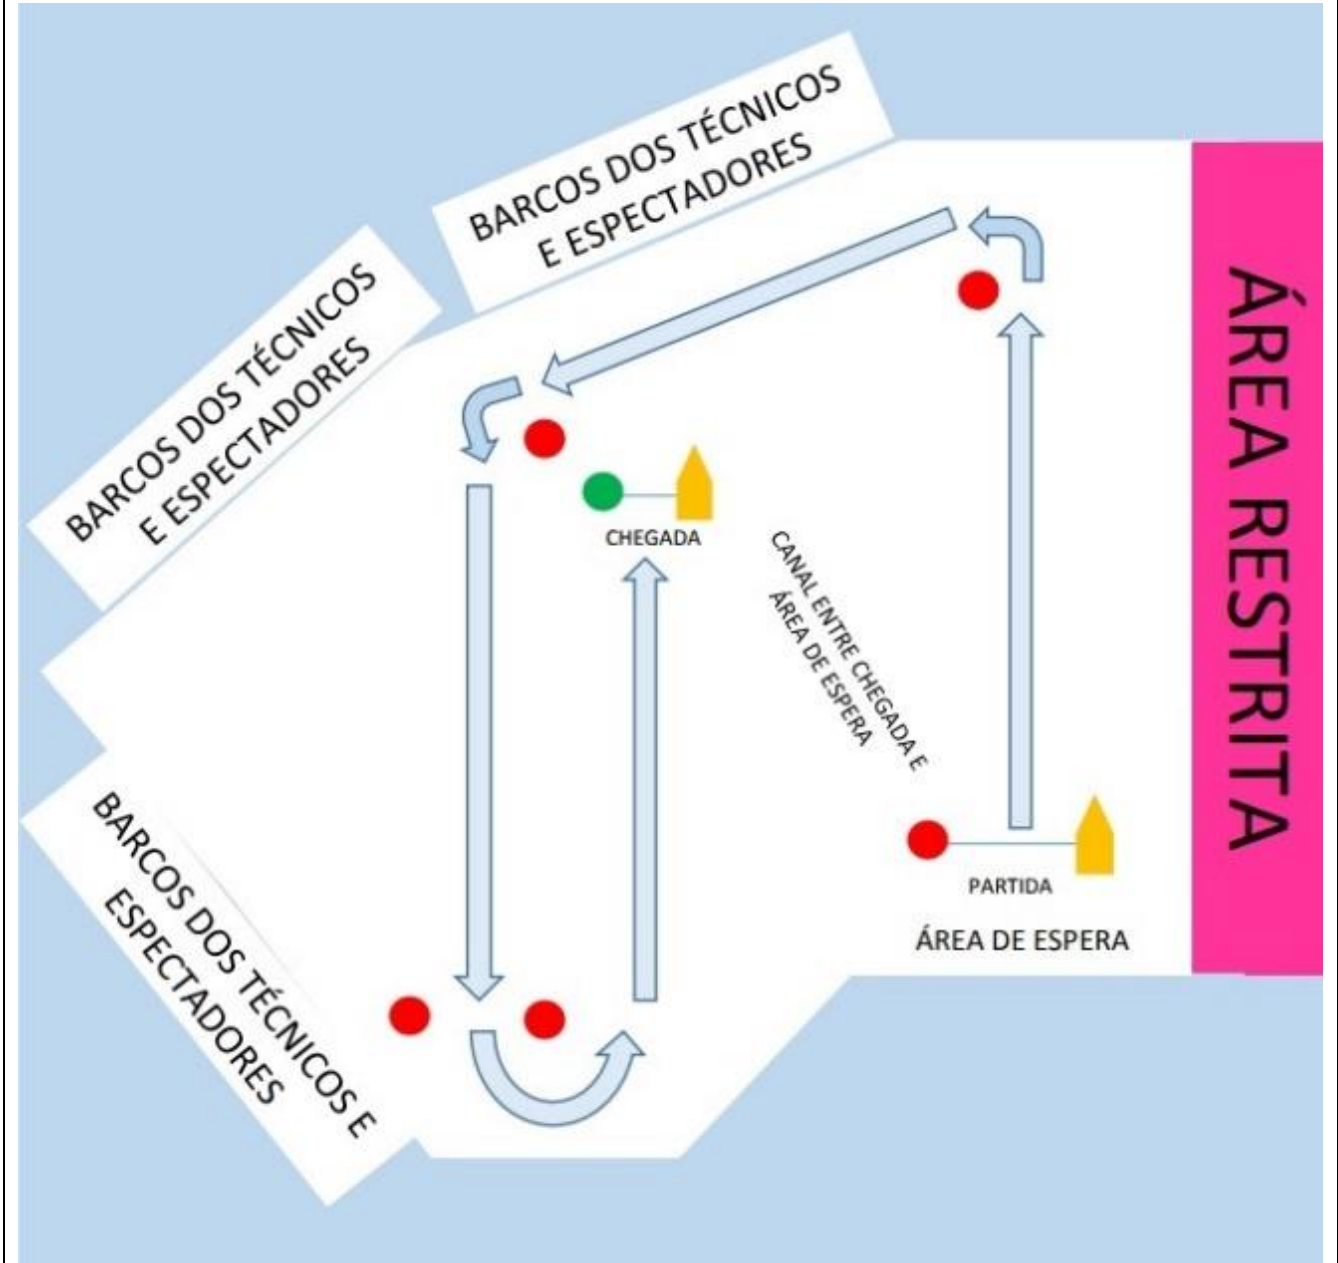 BARCOS DOS TÉCNICOS
E ESPECTADORES
BARCOS DOS TÉCNICOS
E ESPECTADORES
ÁREA RESTRITA
CHEGADA
CANAL ENTRE CHEGADA E
ÁREA DE ESPERA
PARTIDA
ÁREA DE ESPERA
BARCOS DOS TÉCNICOS E
ESPECTADORES